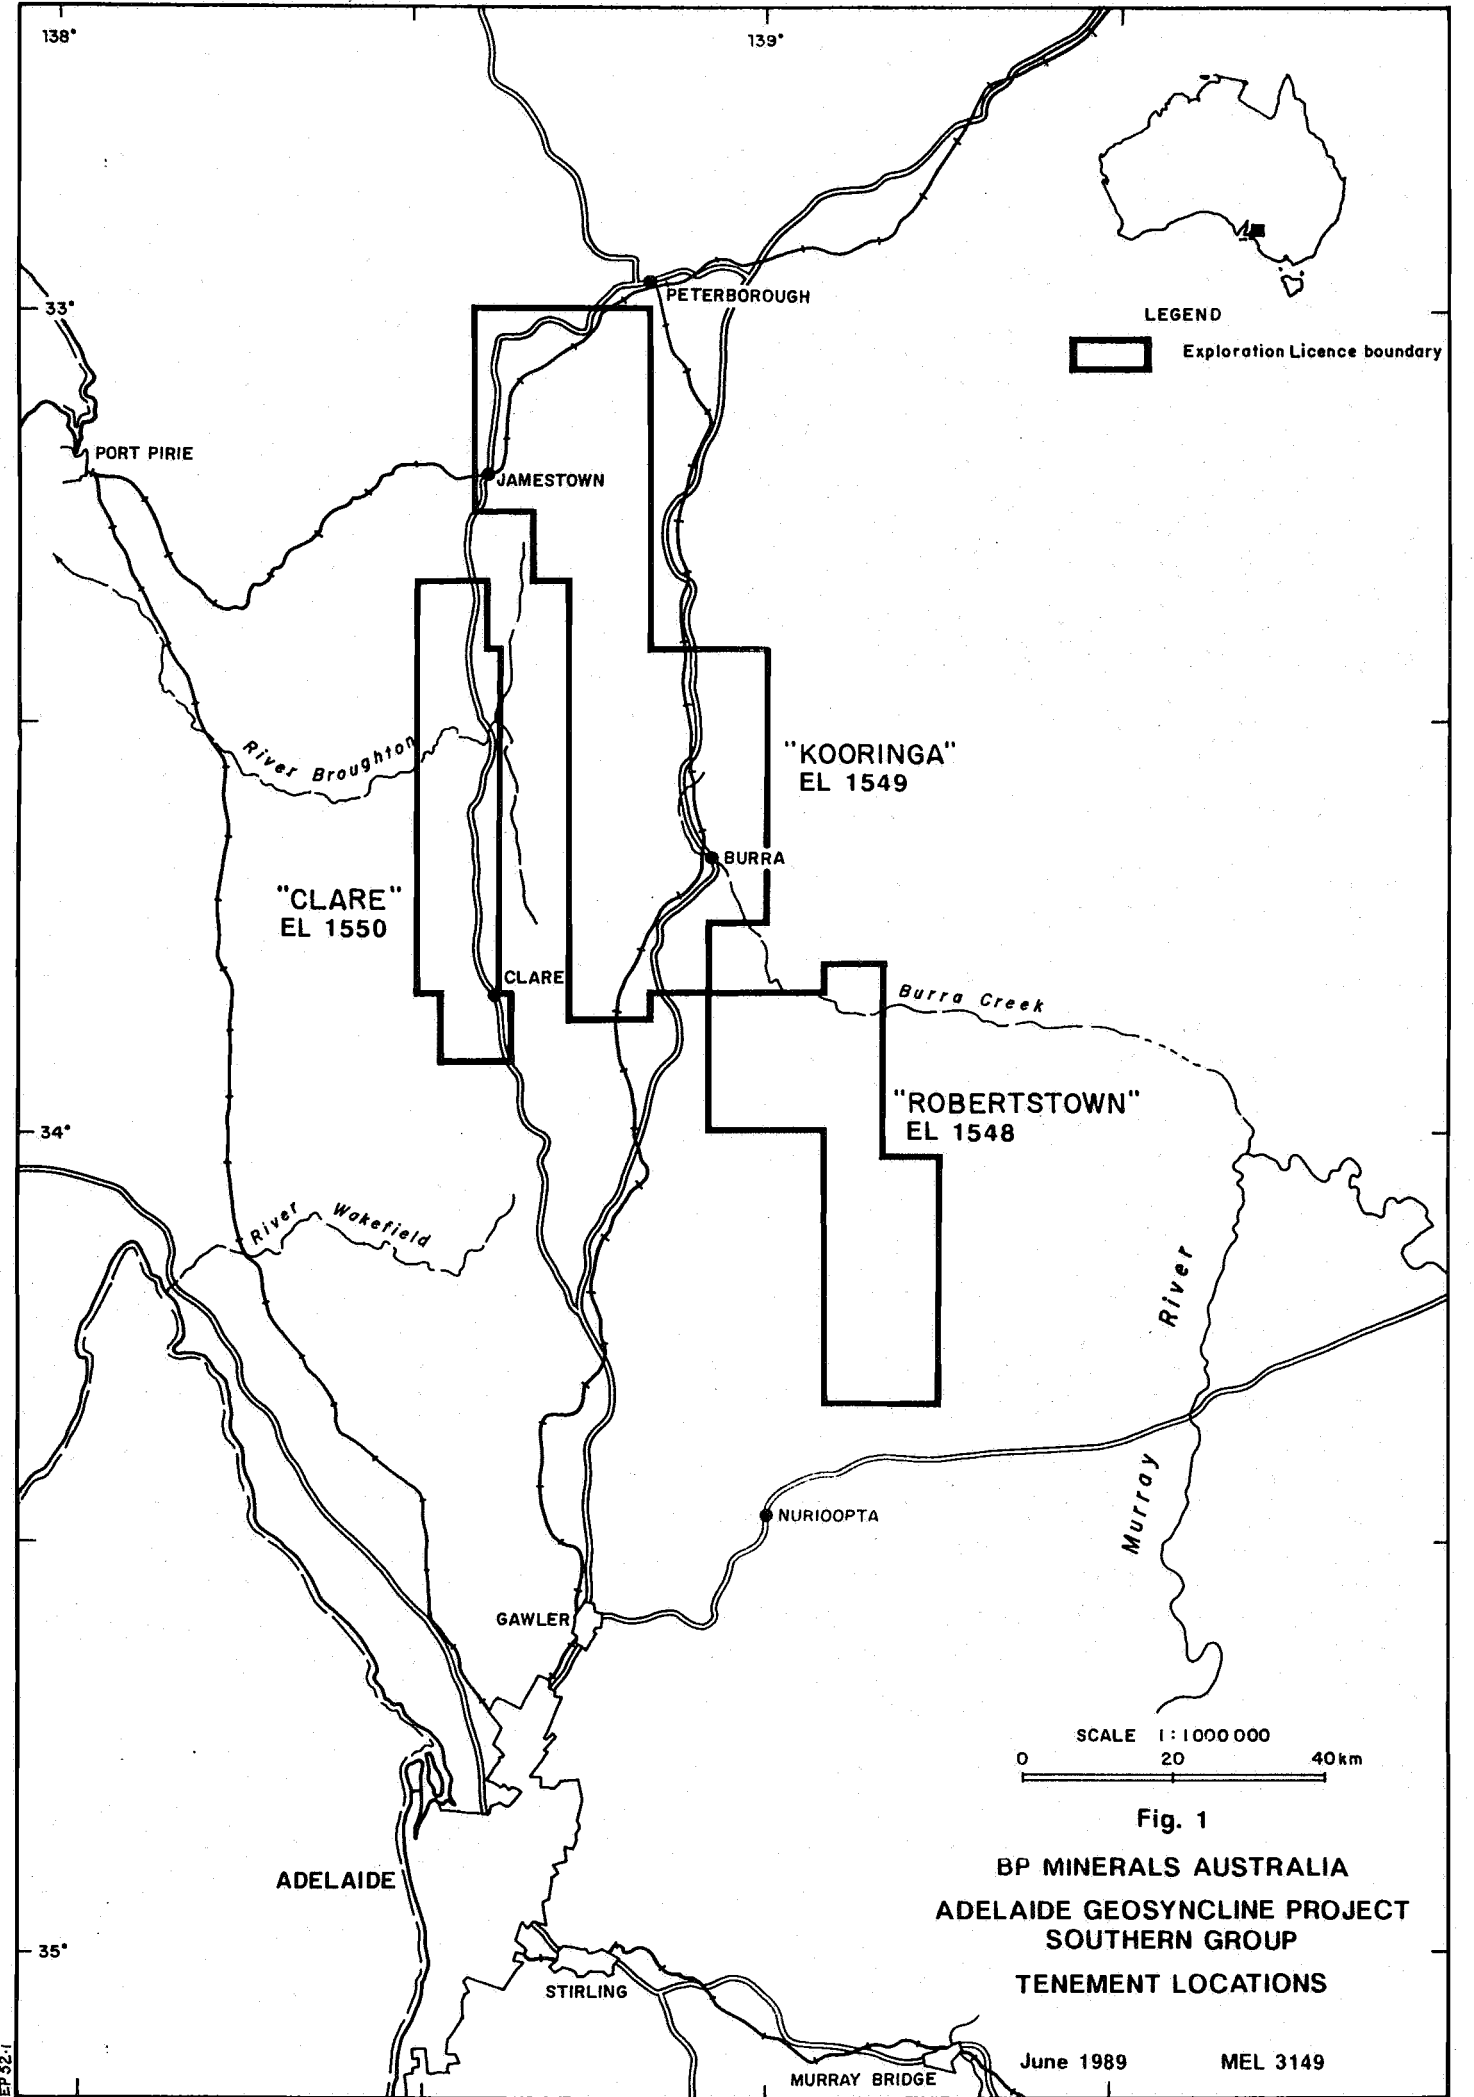 138°
139°
33°
PETERBOROUGH
LEGEND
Exploration Licence boundary
PORT PIRIE
JAMESTOWN
River Broughton
"KOORINGA"
EL 1549
BURRA
"CLARE"
EL 1550
CLARE
Burra Creek
"ROBERTSTOWN"
EL 1548
34°
River Wakefield
Murray River
NURIOOPTA
GAWLER
SCALE 1:1000 000
0 20 40km
Fig. 1
BP MINERALS AUSTRALIA
ADELAIDE
ADELAIDE GEOSYNCLINE PROJECT
SOUTHERN GROUP
35°
TENEMENT LOCATIONS
STIRLING
June 1989 MEL 3149
MURRAY BRIDGE